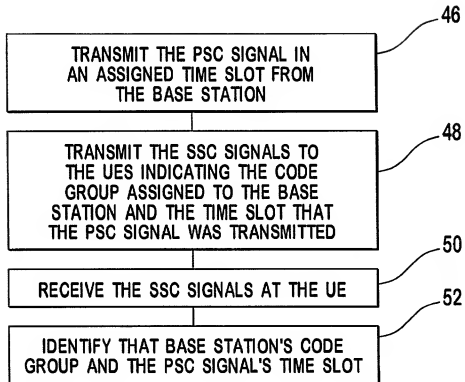 46
TRANSMIT THE PSC SIGNAL IN
AN ASSIGNED TIME SLOT FROM
THE BASE STATION
48
TRANSMIT THE SSC SIGNALS TO
THE UES INDICATING THE CODE
GROUP ASSIGNED TO THE BASE
STATION AND THE TIME SLOT THAT
THE PSC SIGNAL WAS TRANSMITTED
50
RECEIVE THE SSC SIGNALS AT THE UE
52
IDENTIFY THAT BASE STATION'S CODE
GROUP AND THE PSC SIGNAL'S TIME SLOT